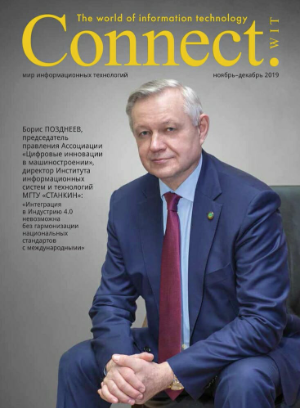 The world of information technology
Connect.
WIT
мир информационных технологий
ноябрь–декабрь 2019
Борис ПОЗДНЕЕВ,
председатель
правления Ассоциации
«Цифровые инновации
в машиностроении»,
директор Института
информационных
систем и технологий
МГТУ «СТАНКИН»:
«Интеграция
в Индустрию 4.0
невозможна
без гармонизации
национальных
стандартов
с международными»